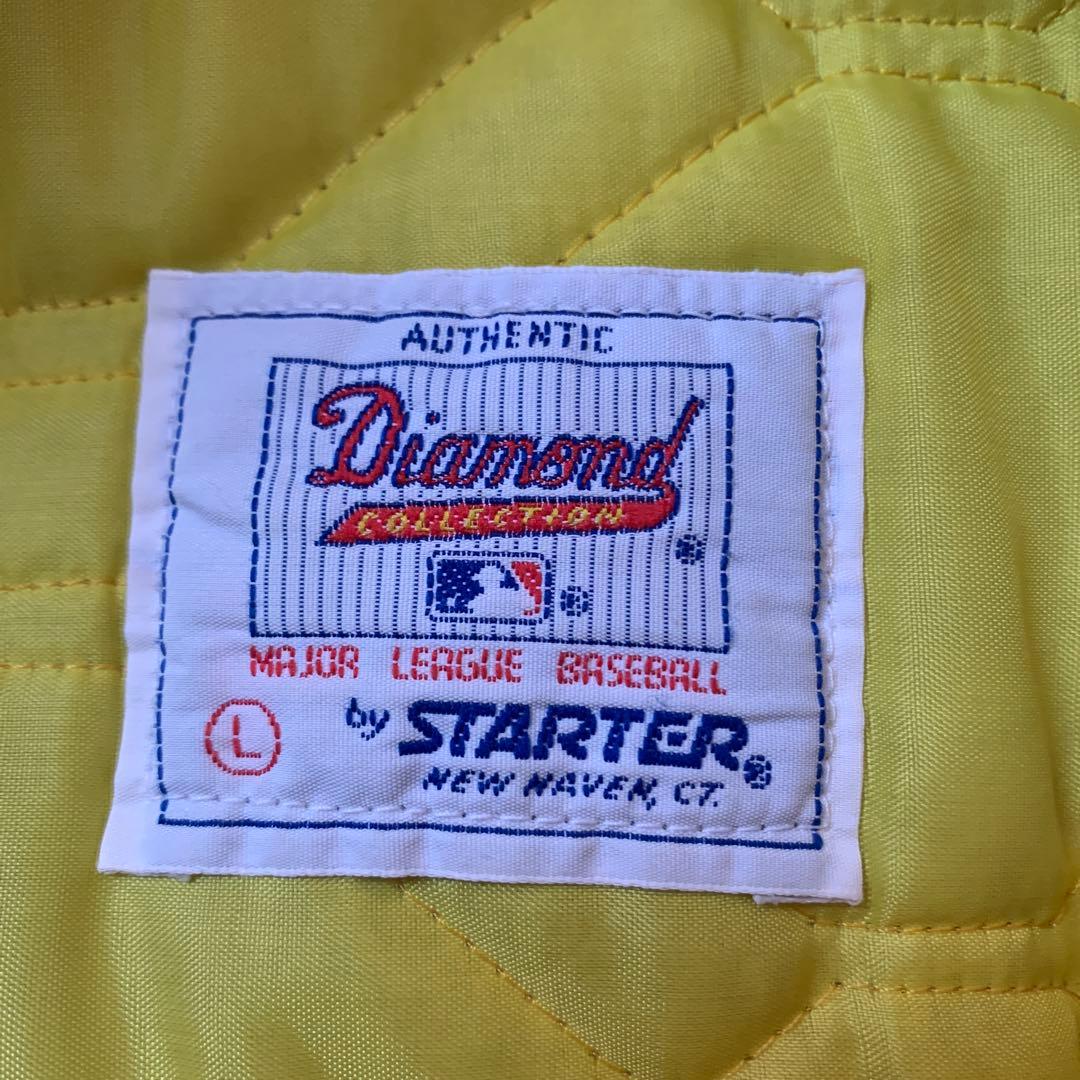 AUTHENTIC
Diamond
COLLECTION ®
®
MAJOR LEAGUE BASEBALL
L
by STARTER®
NEW HAVEN, CT.